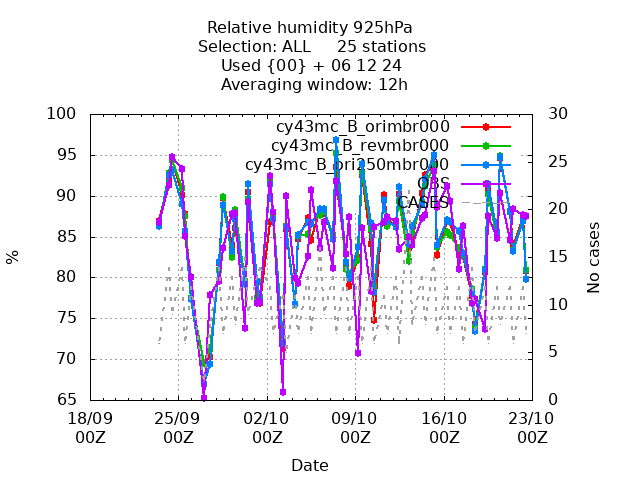 Relative humidity 925hPa
Selection: ALL 25 stations
Used {00} + 06 12 24
Averaging window: 12h
100 30
cy43mc_B_orimbr000
cy43mc_B_revmbr000
95 25
cy43mc_B_pri250mbr000
OBS
90 20
CASES
85
% 80 15 No cases
75 10
70 5
65 0
18/09 25/09 02/10 09/10 16/10 23/10
00Z 00Z 00Z 00Z 00Z 00Z
Date